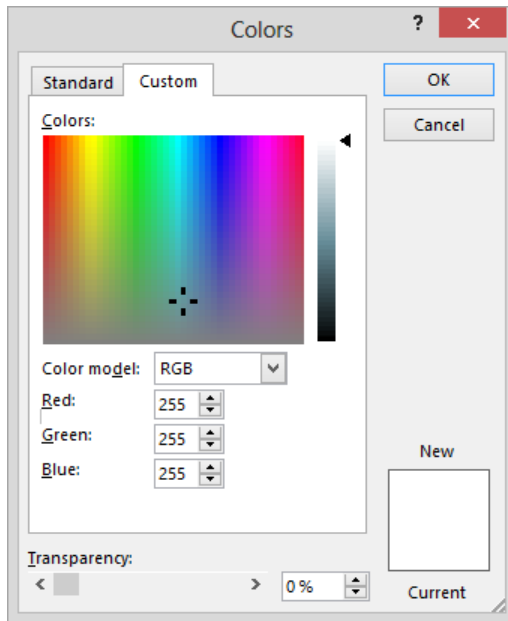 Colors ? ×
Standard Custom OK
Colors: Cancel
Color model: RGB
Red: 255
Green: 255
Blue: 255
New
Transparency:
< > 0 % Current